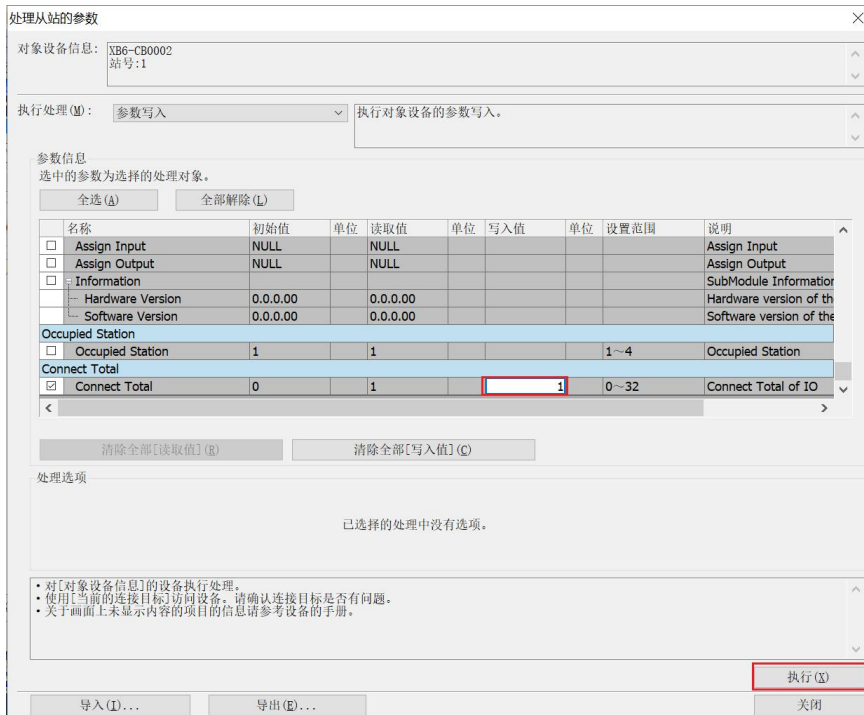 处理从站的参数
对象设备信息: XB6-CB0002
站号:1
执行处理(M): 参数写入 执行对象设备的参数写入。
参数信息
选中的参数为选择的处理对象。
全选(A) 全部解除(L)
名称 初始值 单位 读取值 单位 写入值 单位 设置范围 说明
Assign Input NULL NULL Assign Input
Assign Output NULL NULL Assign Output
Information SubModule Information
Hardware Version 0.0.0.00 0.0.0.00 Hardware version of th
Software Version 0.0.0.00 0.0.0.00 Software version of the
Occupied Station
Occupied Station 1 1 1~4 Occupied Station
Connect Total
Connect Total 0 1 1 0~32 Connect Total of IO
清除全部[读取值](R) 清除全部[写入值](C)
处理选项
已选择的处理中没有选项。
• 对[对象设备信息]的设备执行处理。
• 使用[当前的连接目标]访问设备。请确认连接目标是否有问题。
• 关于画面上未显示内容的项目的信息请参考设备的手册。
执行(X)
导入(I)... 导出(E)... 关闭